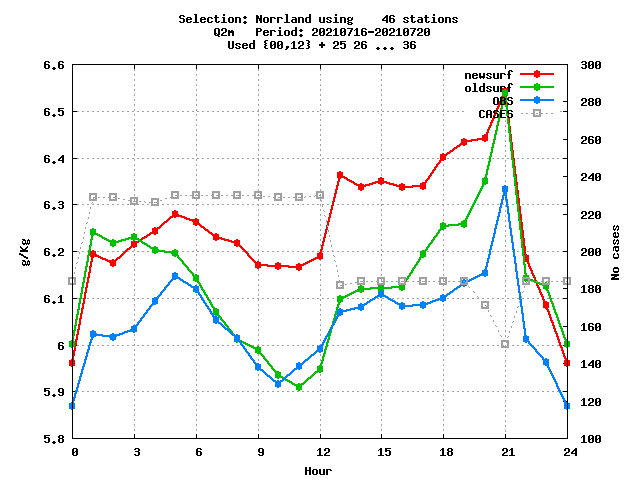 Selection: Norrland using    46 stations
Q2m   Period: 20210716-20210720
Used {00,12} + 25 26 ... 36
newsurf
oldsurf
OBS
CASES
6.6
6.5
6.4
6.3
6.2
6.1
6
5.9
5.8
300
280
260
240
220
200
180
160
140
120
100
g/Kg
No cases
0 3 6 9 12 15 18 21 24
Hour